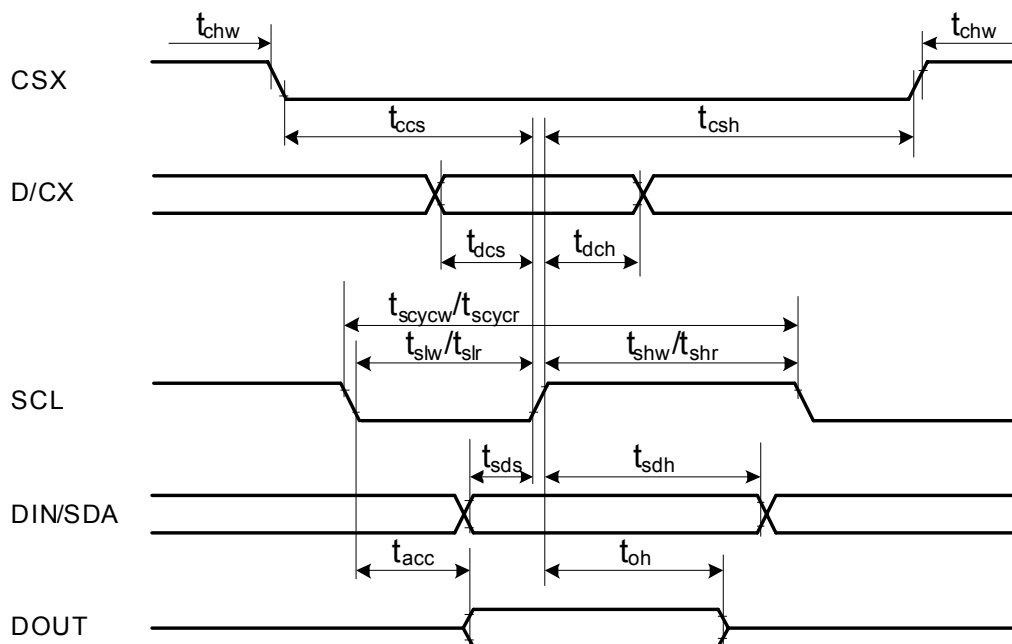 tchw
tchw
CSX
tccs
tcsh
D/CX
tdcs
tdch
tscycw/tscycr
tslw/tslr
tshw/tshr
SCL
tsds
tsdh
DIN/SDA
tacc
toh
DOUT